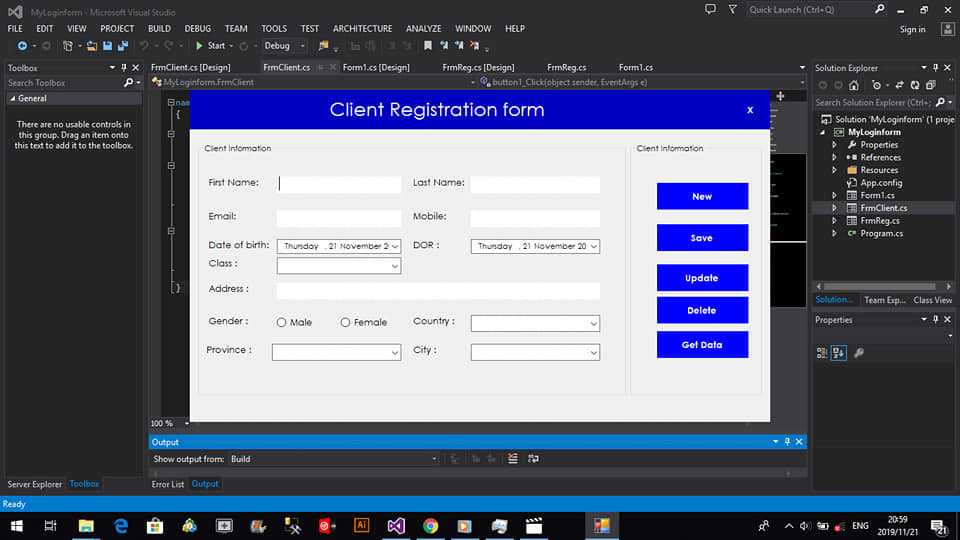 MyLoginform - Microsoft Visual Studio
Quick Launch (Ctrl+Q)
FILE EDIT VIEW PROJECT BUILD DEBUG TEAM TOOLS TEST ARCHITECTURE ANALYZE WINDOW HELP
Sign in
Start Debug
Toolbox
FrmClient.cs [Design] FrmClient.cs Form1.cs [Design] FrmReg.cs [Design] FrmReg.cs Form1.cs
Solution Explorer
Search Toolbox
MyLoginform.FrmClient
button1_Click(object sender, EventArgs e)
General
There are no usable controls in
this group. Drag an item onto
this text to add it to the toolbox.
Client Registration form
x
Client Information
First Name:
Last Name:
Email:
Mobile:
Date of birth: Thursday , 21 November 2
DOR : Thursday , 21 November 20
Class :
Address :
Gender : Male Female
Country :
Province :
City :
Client Information
New
Save
Update
Delete
Get Data
Search Solution Explorer (Ctrl+;
Solution 'MyLoginform' (1 proje
MyLoginform
Properties
References
Resources
App.config
Form1.cs
FrmClient.cs
FrmReg.cs
Program.cs
Solution... Team Exp... Class View
Properties
100 %
Output
Show output from: Build
Server Explorer Toolbox
Error List Output
Ready
ENG
20:59
2019/11/21
21